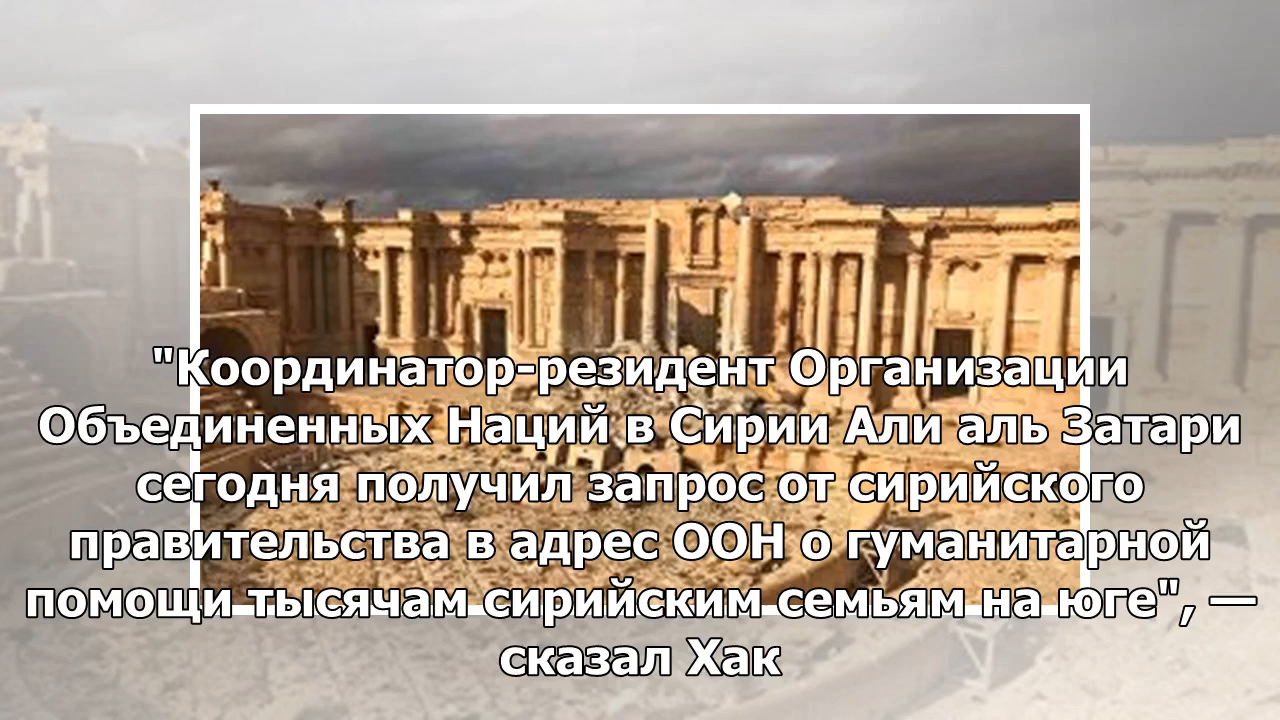 "Координатор-резидент Организации
Объединенных Наций в Сирии Али аль Затари
сегодня получил запрос от сирийского
правительства в адрес ООН о гуманитарной
помощи тысячам сирийским семьям на юге", —
сказал Хак